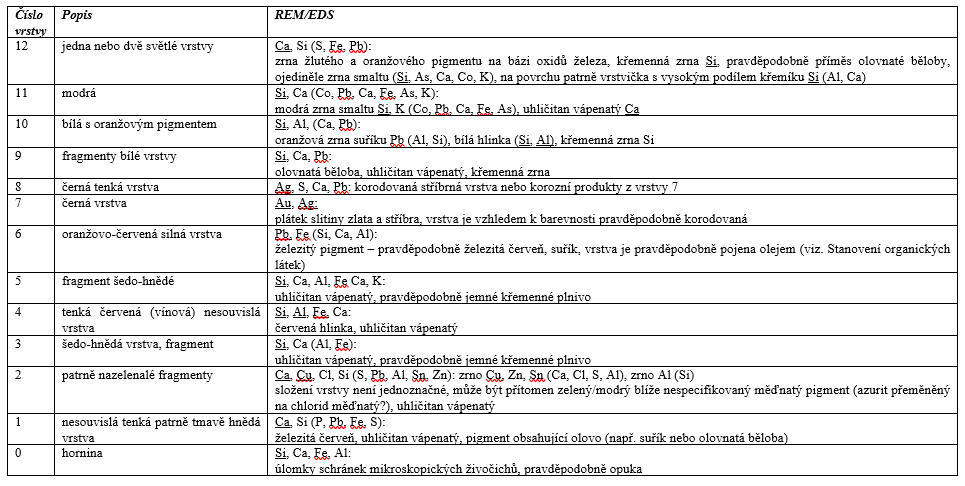 Číslo vrstvy Popis REM/EDS
12 jedna nebo dvě světlé vrstvy Ca, Si (S, Fe, Pb):
zrna žlutého a oranžového pigmentu na bázi oxidů železa, křemenná zrna Si, pravděpodobně příměs olovnaté běloby,
ojediněle zrna smaltu (Si, As, Ca, Co, K), na povrchu patrně vrstvička s vysokým podílem křemíku Si (Al, Ca)
11 modrá Si, Ca (Co, Pb, Ca, Fe, As, K):
modrá zrna smaltu Si, K (Co, Pb, Ca, Fe, As), uhličitan vápenatý Ca
10 bílá s oranžovým pigmentem Si, Al, (Ca, Pb):
oranžová zrna suříku Pb (Al, Si), bílá hlinka (Si, Al), křemenná zrna Si
9 fragmenty bílé vrstvy Si, Ca, Pb:
olovnatá běloba, uhličitan vápenatý, křemenná zrna
8 černá tenká vrstva Ag, S, Ca, Pb: korodovaná stříbrná vrstva nebo korozní produkty z vrstvy 7
7 černá vrstva Au, Ag:
plátek slitiny zlata a stříbra, vrstva je vzhledem k barevnosti pravděpodobně korodovaná
6 oranžovo-červená silná vrstva Pb, Fe (Si, Ca, Al):
železitý pigment – pravděpodobně železitá červeň, suřík, vrstva je pravděpodobně pojena olejem (viz. Stanovení organických
látek)
5 fragment šedo-hnědé Si, Ca, Al, Fe Ca, K:
uhličitan vápenatý, pravděpodobně jemné křemenné plnivo
4 tenká červená (vínová) nesouvislá Si, Al, Fe, Ca:
vrstva červená hlinka, uhličitan vápenatý
3 šedo-hnědá vrstva, fragment Si, Ca (Al, Fe):
uhličitan vápenatý, pravděpodobně jemné křemenné plnivo
2 patrně nazelenalé fragmenty Ca, Cu, Cl, Si (S, Pb, Al, Sn, Zn): zrno Cu, Zn, Sn (Ca, Cl, S, Al), zrno Al (Si)
složení vrstvy není jednoznačné, může být přítomen zelený/modrý blíže nespecifikovaný měďnatý pigment (azurit přeměněný
na chlorid měďnatý?), uhličitan vápenatý
1 nesouvislá tenká patrně tmavě hnědá Ca, Si (P, Pb, Fe, S):
vrstva železitá červeň, uhličitan vápenatý, pigment obsahující olovo (např. suřík nebo olovnatá běloba)
0 hornina Si, Ca, Fe, Al:
úlomky schránek mikroskopických živočichů, pravděpodobně opuka